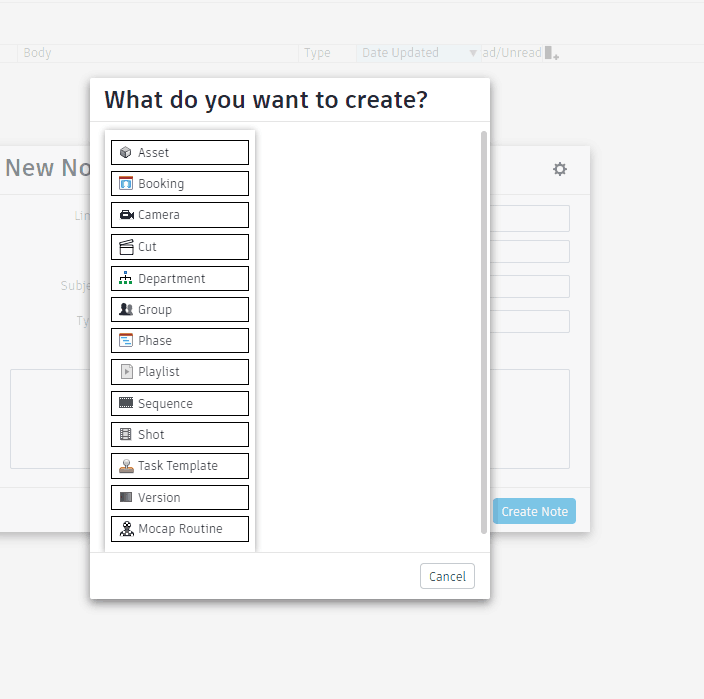 Body Type Date Updated ad/Unread
What do you want to create?
New No
Asset
Booking
Camera
Lin
Cut
Department
Subje
Group
Ty
Phase
Playlist
Sequence
Shot
Task Template
Version
Create Note
Mocap Routine
Cancel